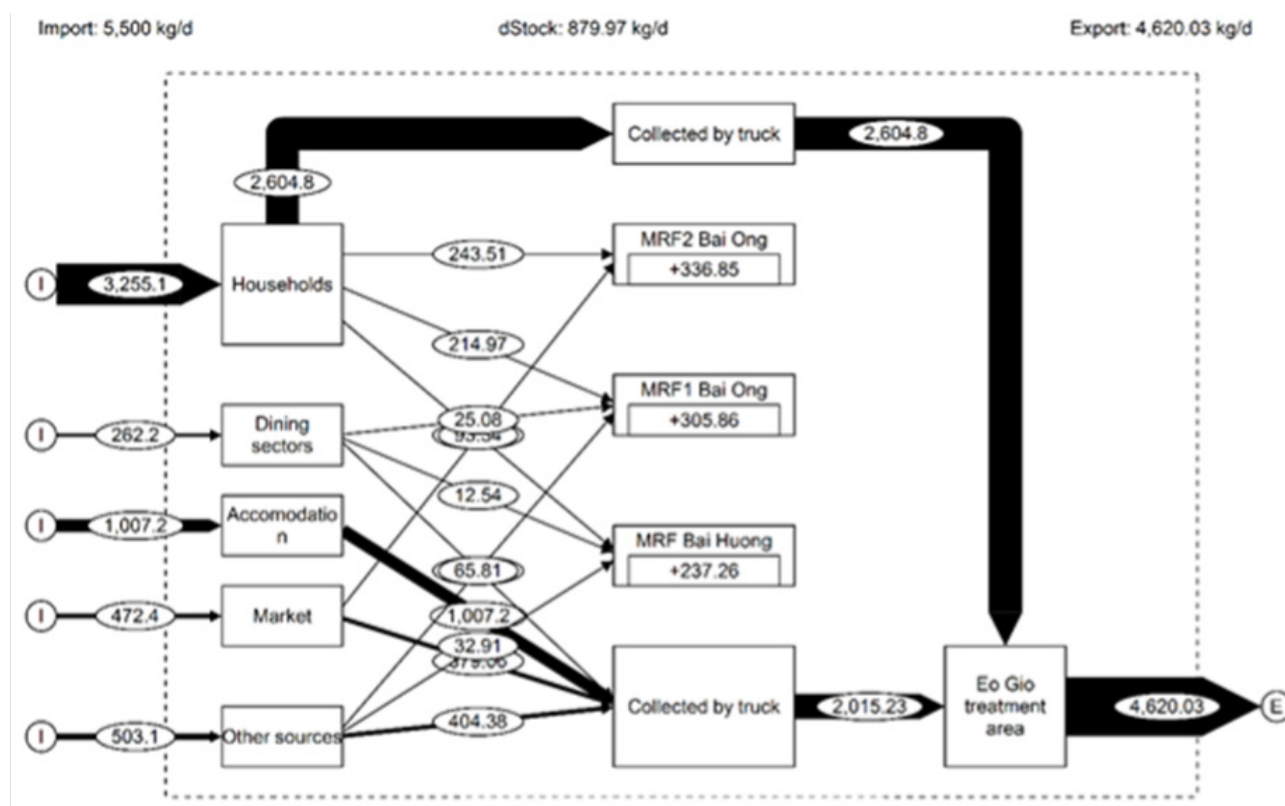 Import: 5,500 kg/d
dStock: 879.97 kg/d
Export: 4,620.03 kg/d
Collected by truck
2,604.8
2,604.8
MRF2 Bai Ong
+336.85
243.51
I
3,255.1
Households
214.97
MRF1 Bai Ong
+305.86
25.08
I
262.2
Dining
sectors
12.54
I
1,007.2
Accomodatio
n
MRF Bai Huong
+237.26
65.81
I
472.4
Market
1,007.2
32.91
Collected by truck
2,015.23
Eo Gio
treatment
area
4,620.03
E
404.38
I
503.1
Other sources